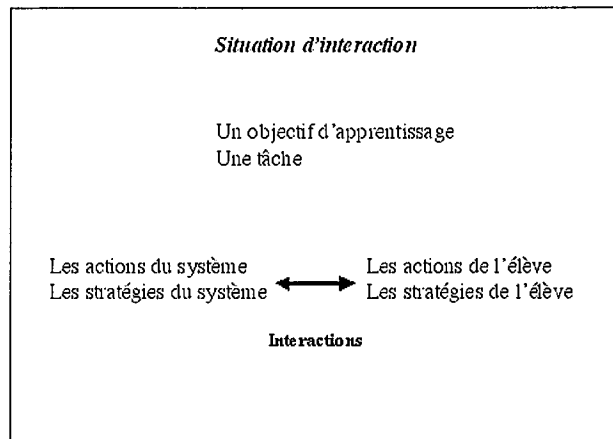 Situation d'interaction
Un objectif d'apprentissage
Une tâche
Les actions du système
Les stratégies du système
Les actions de l'élève
Les stratégies de l'élève
Interactions